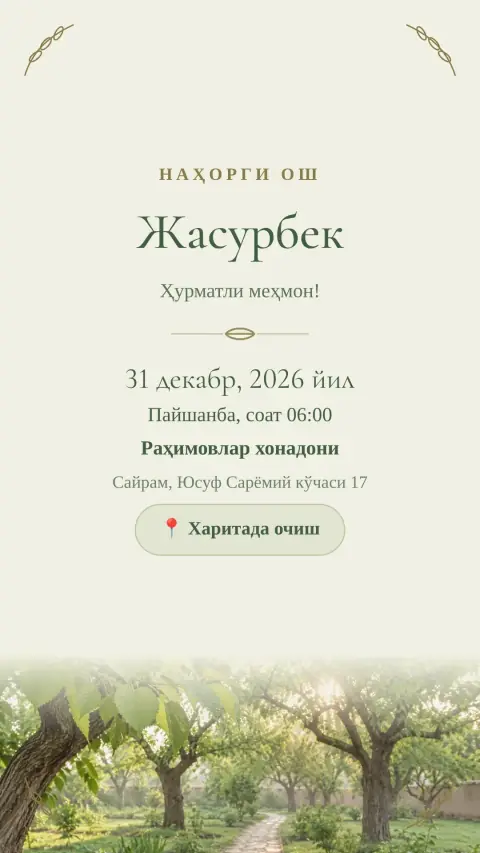 НАҲОРГИ ОШ
Жасурбек
Ҳурматли меҳмон!
31 декабр, 2026 йил
Пайшанба, соат 06:00
Раҳимовлар хонадони
Сайрам, Юсуф Сарёмий кўчаси 17
📍 Харитада очиш